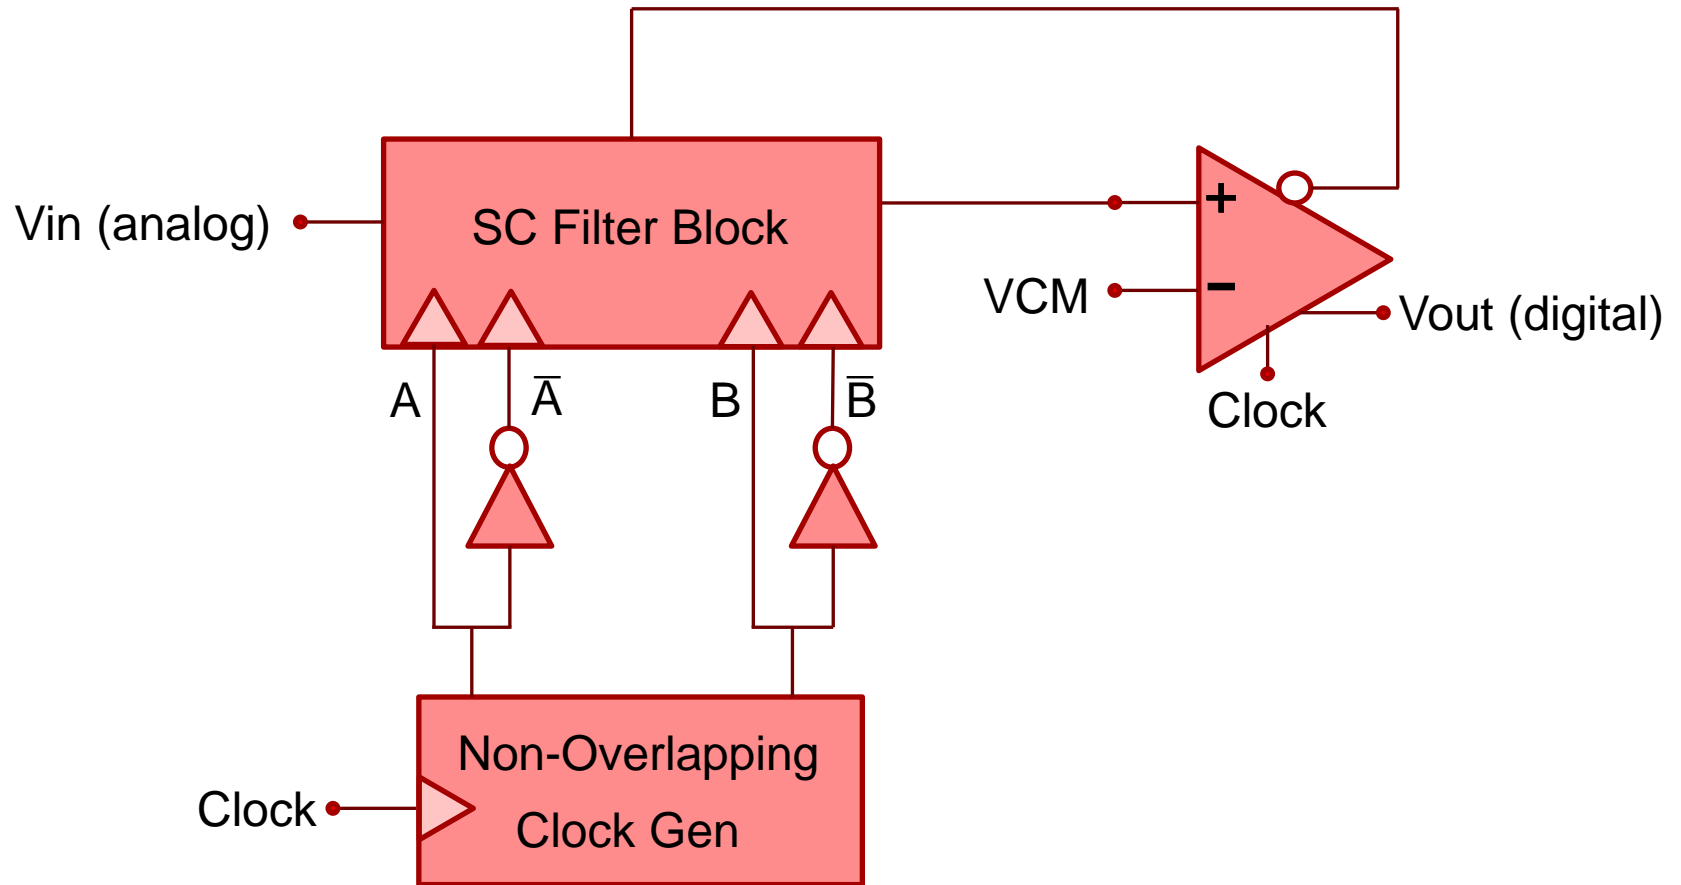 Vin (analog)
SC Filter Block
+
VCM
−
Vout (digital)
A
A̅
B
B̅
Clock
Non-Overlapping
Clock Gen
Clock